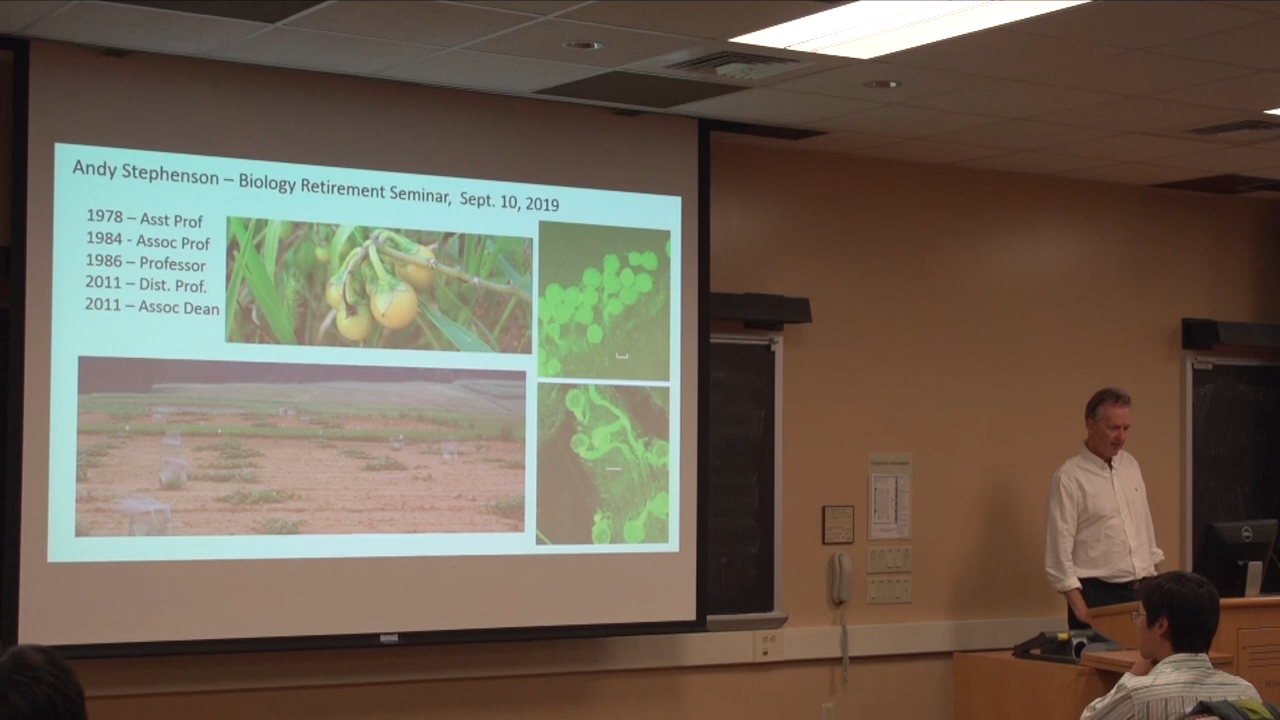 Andy Stephenson – Biology Retirement Seminar, Sept. 10, 2019
1978 – Asst Prof
1984 - Assoc Prof
1986 – Professor
2011 – Dist. Prof.
2011 – Assoc Dean
DELL